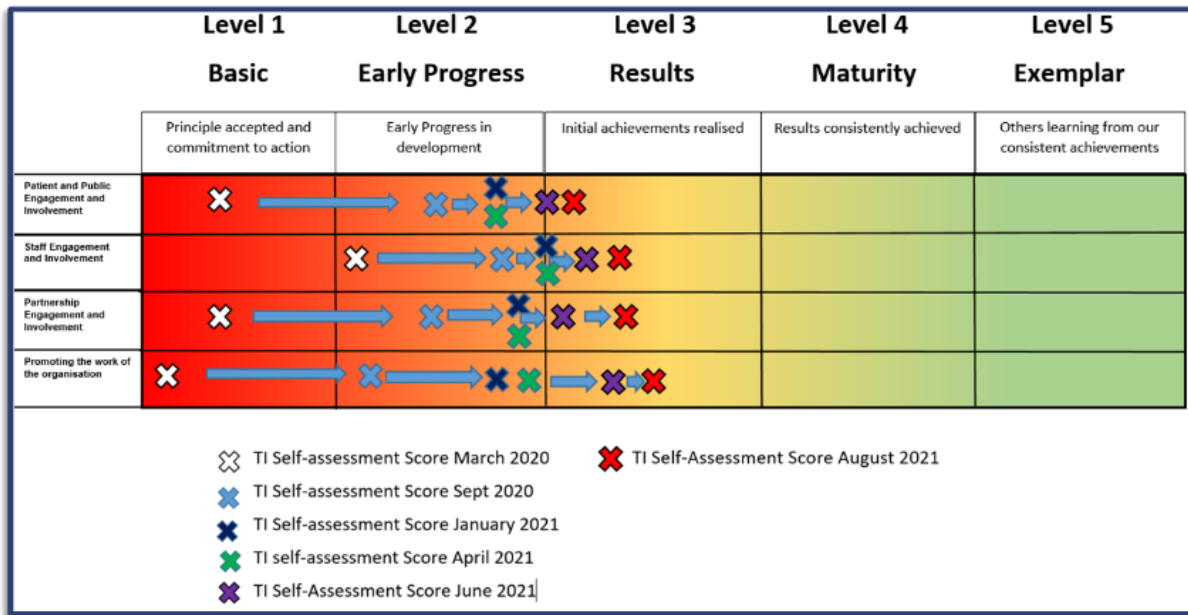 Level 1 Level 2 Level 3 Level 4 Level 5
Basic Early Progress Results Maturity Exemplar
Principle accepted and
commitment to action
Early Progress in
development
Initial achievements realised
Results consistently achieved
Others learning from our
consistent achievements
Patient and Public
Engagement and
Involvement
Staff Engagement
and Involvement
Partnership
Engagement and
Involvement
Promoting the work of
the organisation
TI Self-assessment Score March 2020
TI Self-assessment Score Sept 2020
TI Self-assessment Score January 2021
TI self-assessment Score April 2021
TI Self-Assessment Score June 2021
TI Self-Assessment Score August 2021